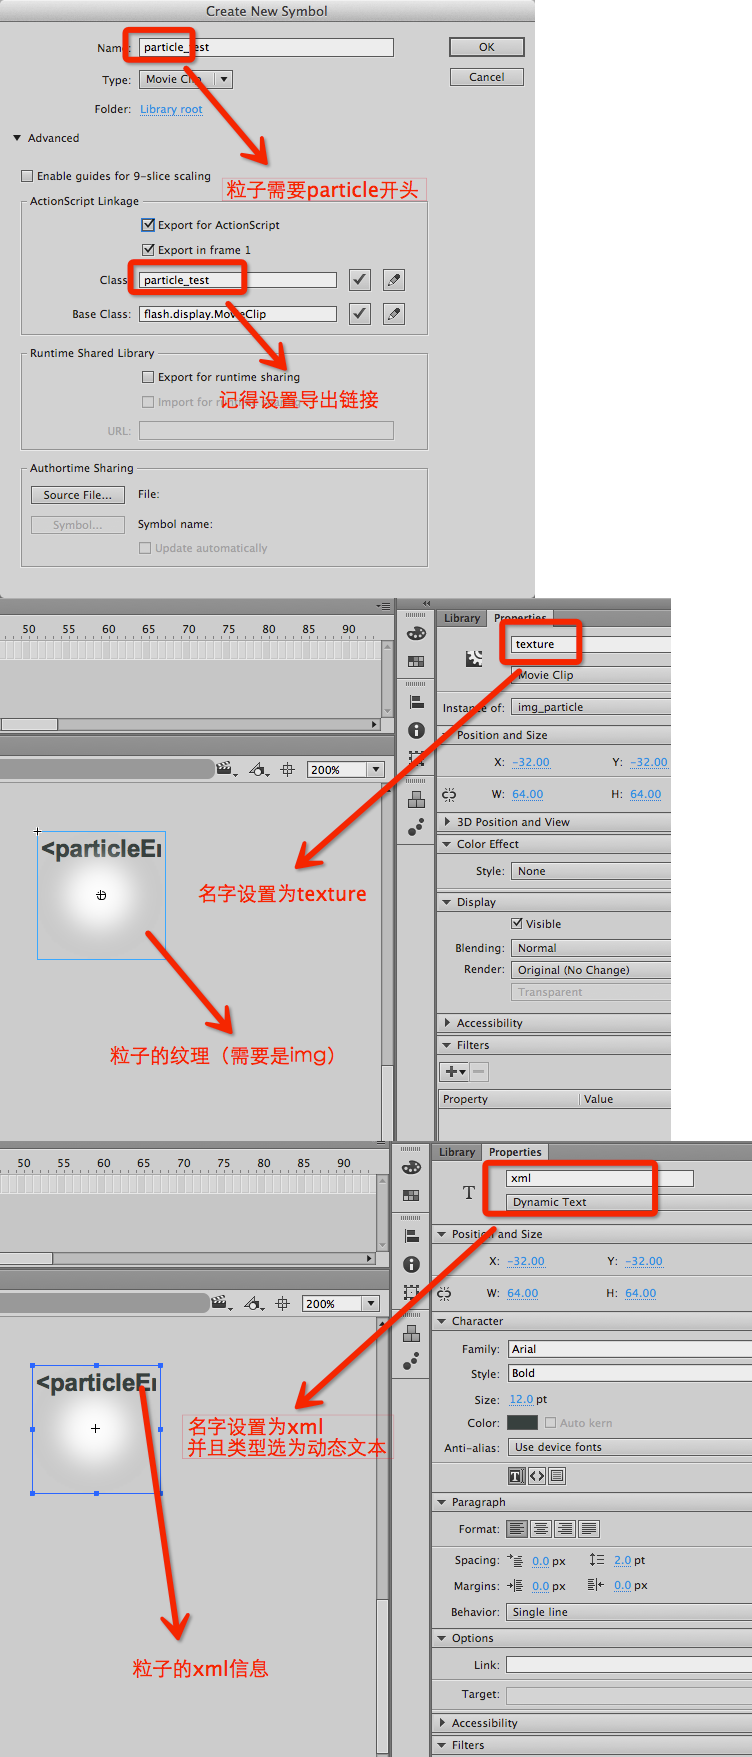 Create New Symbol
Name: particle_test
OK
Type: Movie Clip
Cancel
Folder: Library root
Advanced
Enable guides for 9-slice scaling
粒子需要particle开头
ActionScript Linkage
Export for ActionScript
Export in frame 1
Class: particle_test
Base Class: flash.display.MovieClip
Runtime Shared Library
Export for runtime sharing
记得设置导出链接
URL:
Authortime Sharing
Source File... File:
Symbol... Symbol name:
Update automatically
50 55 60 65 70 75 80 85 90
Library Properties
texture
Movie Clip
Instance of: img_particle
Position and Size
X: -32.00 Y: -32.00
200%
W: 64.00 H: 64.00
3D Position and View
Color Effect
<particleEr
Style: None
名字设置为texture
Display
Visible
Blending: Normal
Render: Original (No Change)
Transparent
Accessibility
粒子的纹理（需要是img）
Filters
Property Value
50 55 60 65 70 75 80 85 90
Library Properties
xml
T
Dynamic Text
Position and Size
X: -32.00 Y: -32.00
200%
W: 64.00 H: 64.00
Character
Family: Arial
Style: Bold
<particleEr
Size: 12.0 pt
Color: Auto kern
名字设置为xml
并且类型选为动态文本
Anti-alias: Use device fonts
Paragraph
Format:
Spacing: 0.0 px 2.0 pt
Margins: 0.0 px 0.0 px
Behavior: Single line
Options
Link:
粒子的xml信息
Target:
Accessibility
Filters